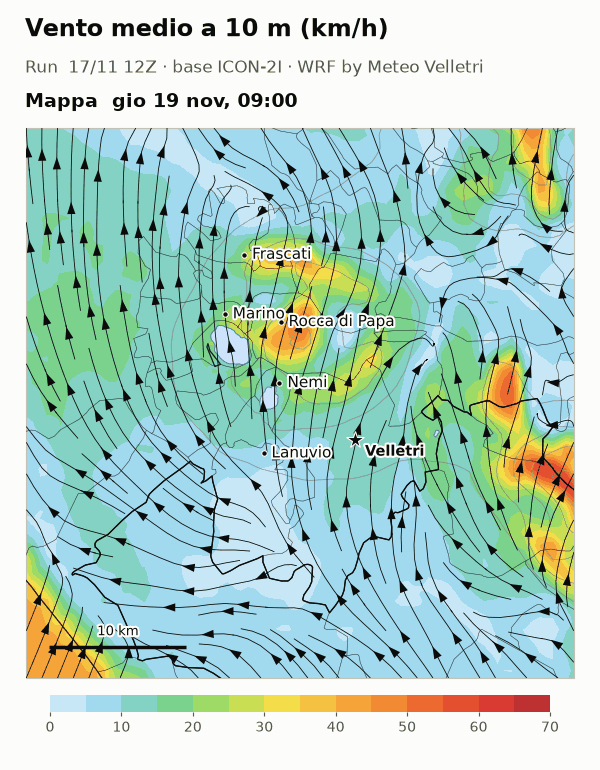 Vento medio a 10 m (km/h)
Run  17/11 12Z · base ICON-2I · WRF by Meteo Velletri
Mappa  gio 19 nov, 09:00
Frascati
Marino
Rocca di Papa
Nemi
Velletri
Lanuvio
10 km
0 10 20 30 40 50 60 70